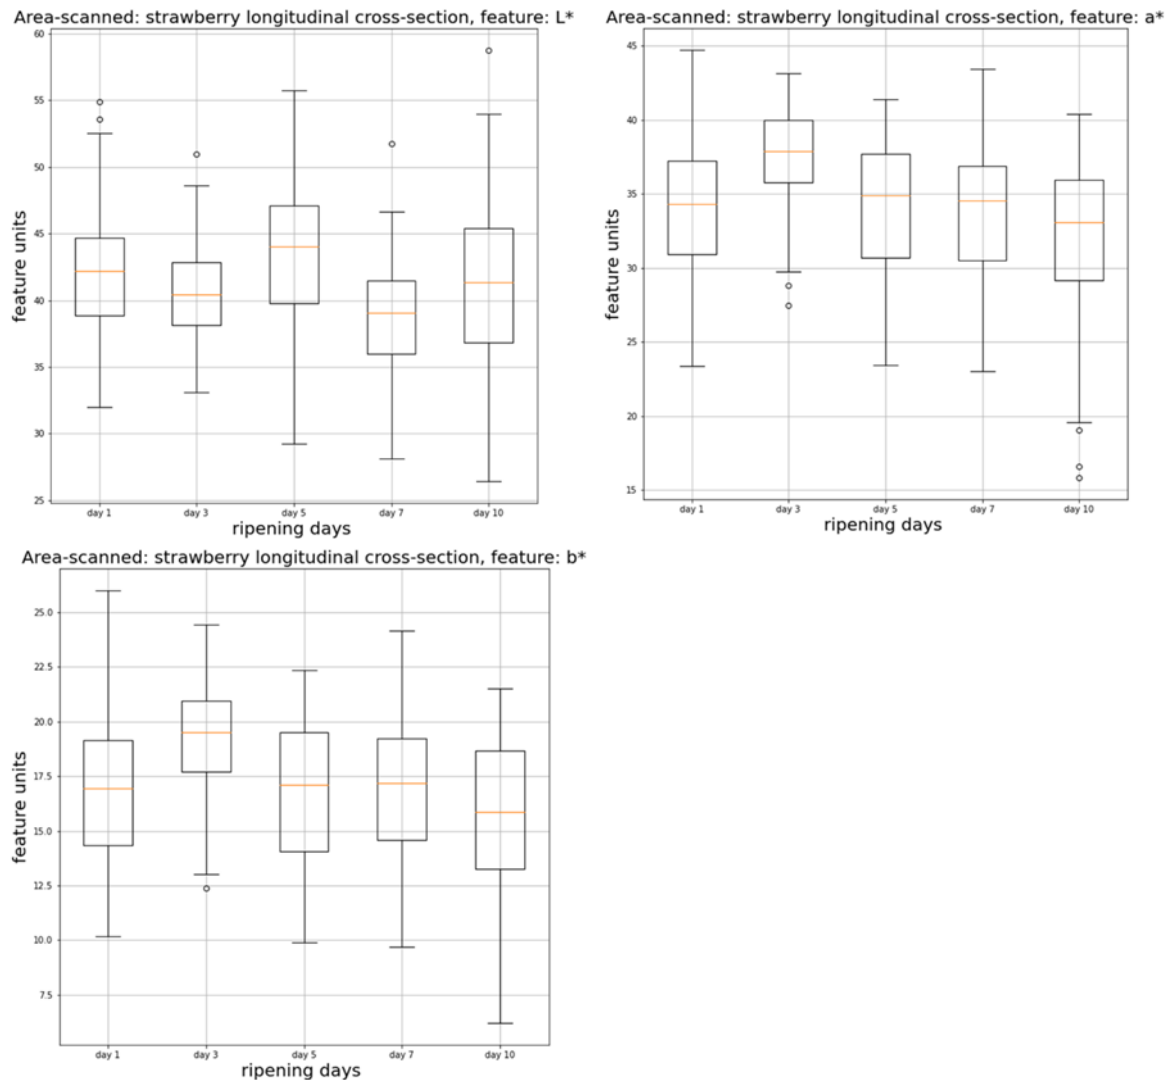 Area-scanned: strawberry longitudinal cross-section, feature: L*
60
55
50
45
40
35
30
25
feature units
day 1 day 3 day 5 day 7 day 10
ripening days
Area-scanned: strawberry longitudinal cross-section, feature: a*
45
40
35
30
25
20
15
feature units
day 1 day 3 day 5 day 7 day 10
ripening days
Area-scanned: strawberry longitudinal cross-section, feature: b*
25.0
22.5
20.0
17.5
15.0
12.5
10.0
7.5
feature units
day 1 day 3 day 5 day 7 day 10
ripening days